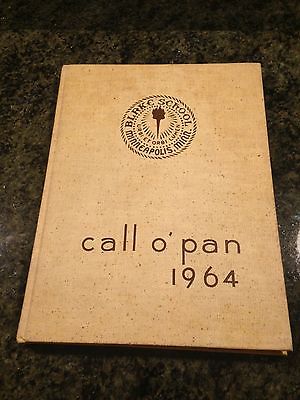 BLAKE SCHOOL
MINNEAPOLIS, MINN.
call o'pan
1964